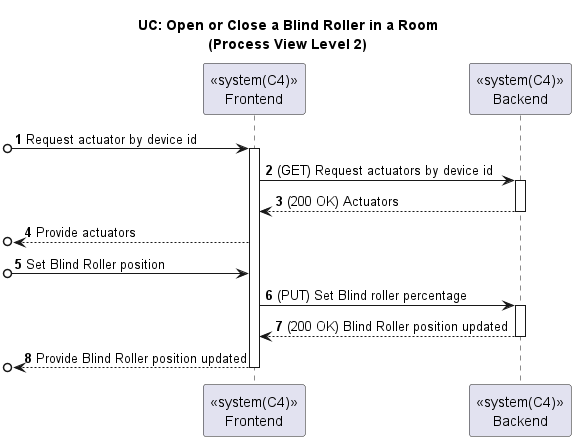 UC: Open or Close a Blind Roller in a Room
(Process View Level 2)
«system(C4)»
Frontend
«system(C4)»
Backend
1 Request actuator by device id
2 (GET) Request actuators by device id
3 (200 OK) Actuators
4 Provide actuators
5 Set Blind Roller position
6 (PUT) Set Blind roller percentage
7 (200 OK) Blind Roller position updated
8 Provide Blind Roller position updated
«system(C4)»
Frontend
«system(C4)»
Backend